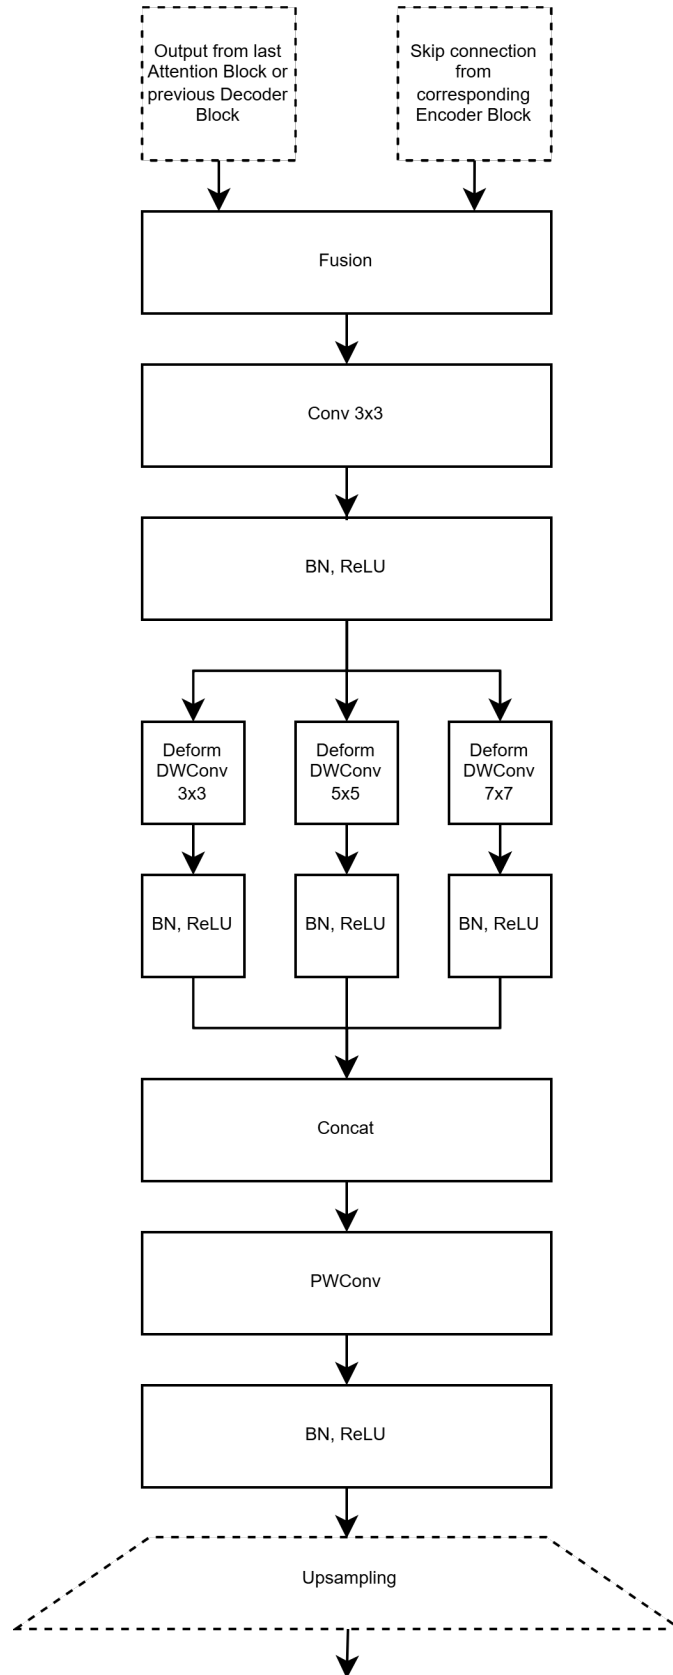 Output from last
Attention Block or
previous Decoder
Block
Skip connection
from
corresponding
Encoder Block
Fusion
Conv 3x3
BN, ReLU
Deform
DWConv
3x3
Deform
DWConv
5x5
Deform
DWConv
7x7
BN, ReLU
BN, ReLU
BN, ReLU
Concat
PWConv
BN, ReLU
Upsampling